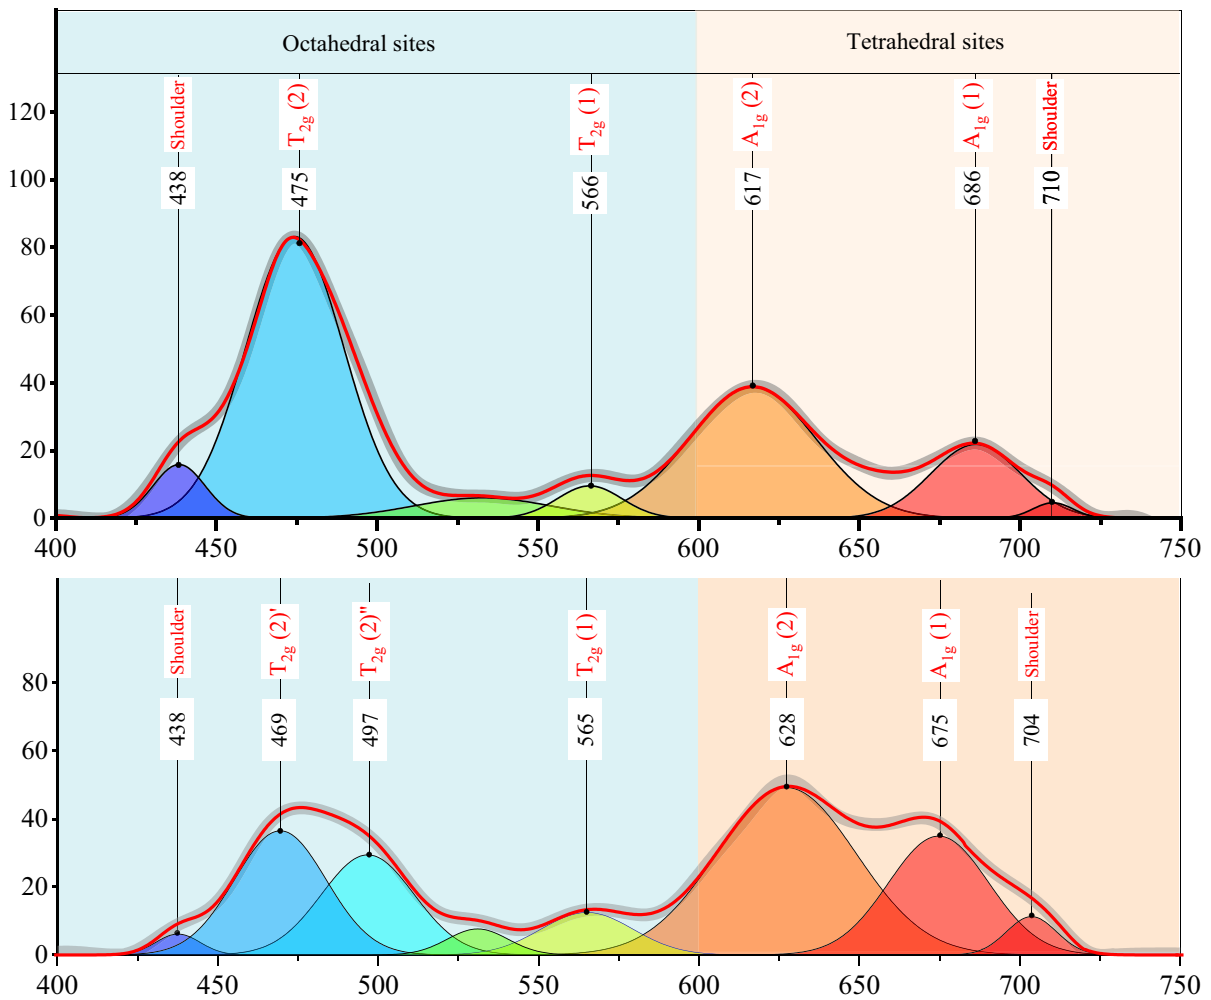 Octahedral sites
Tetrahedral sites
Shoulder
T2g (2)
T2g (1)
A1g (2)
A1g (1)
Shoulder
438
475
566
617
686
710
120
100
80
60
40
20
0
400
450
500
550
600
650
700
750
Shoulder
T2g (2)'
T2g (2)"
T2g (1)
A1g (2)
A1g (1)
Shoulder
438
469
497
565
628
675
704
80
60
40
20
0
400
450
500
550
600
650
700
750